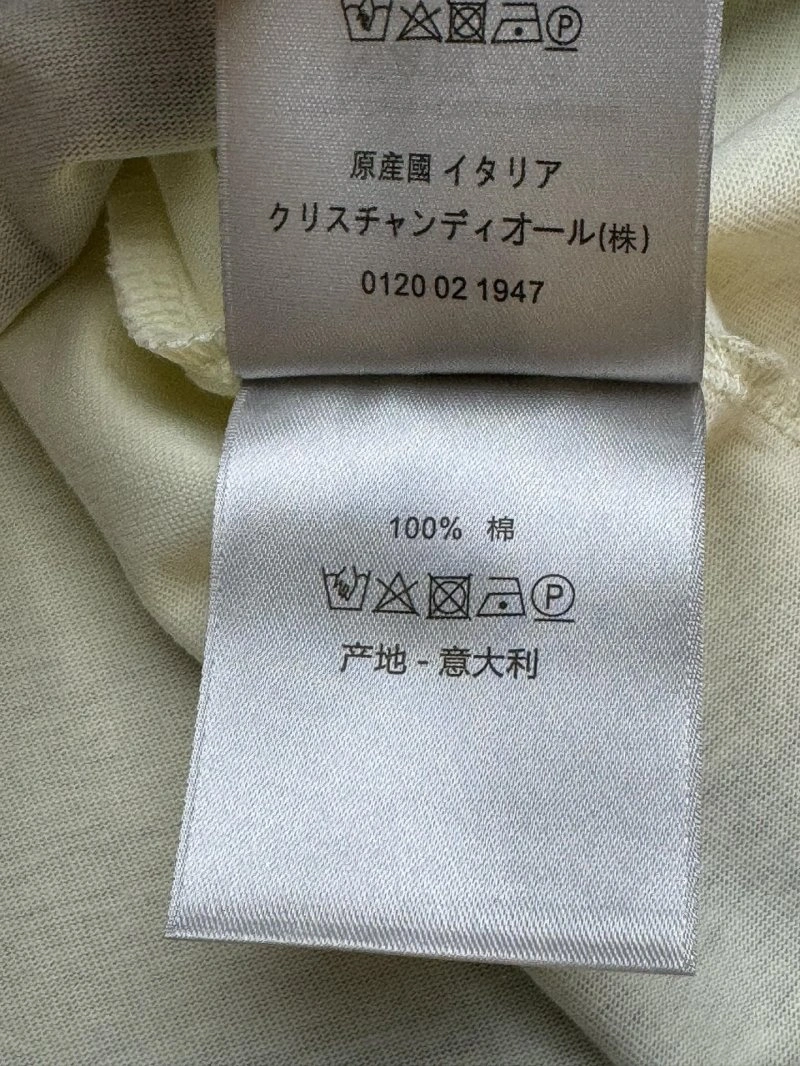 P
原産國 イタリア
クリスチャンディオール(株)
0120 02 1947
100% 棉
P
产地 - 意大利